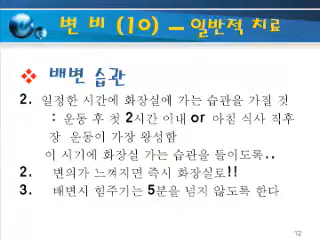 변 비 (10) – 일반적 치료
❖ 배변 습관
2. 일정한 시간에 화장실에 가는 습관을 가질 것
: 운동 후 첫 2시간 이내 or 아침 식사 직후
장 운동이 가장 왕성함
이 시기에 화장실 가는 습관을 들이도록..
2. 변의가 느껴지면 즉시 화장실로!!
3. 배변시 힘주기는 5분을 넘지 않도록 한다
12